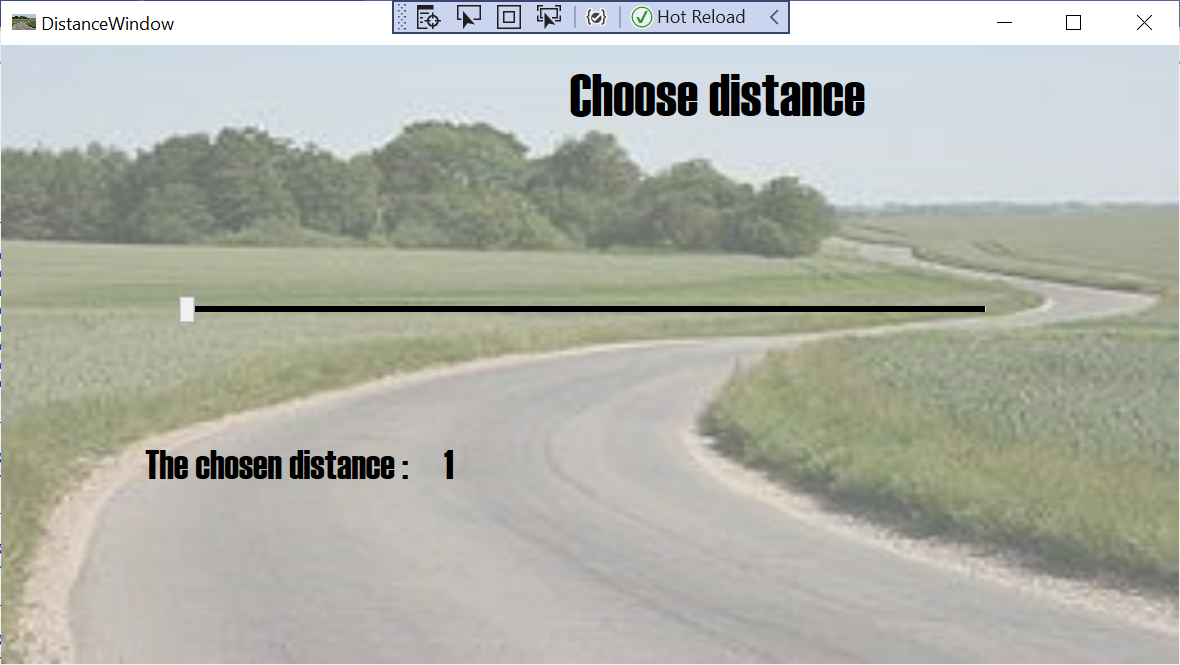 DistanceWindow
Hot Reload
Choose distance
The chosen distance : 1